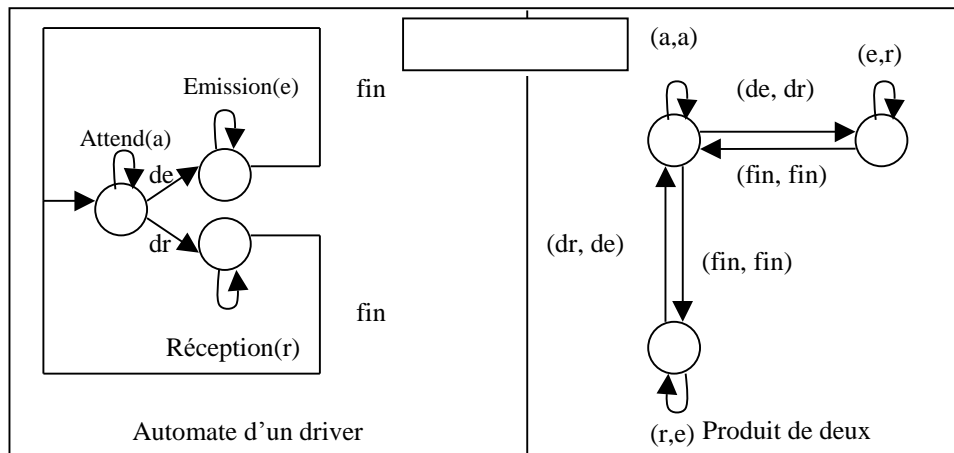 Emission(e)
fin
Attend(a)
de
dr
fin
Réception(r)
Automate d’un driver
(a,a)
(e,r)
(de, dr)
(fin, fin)
(dr, de)
(fin, fin)
(r,e)
Produit de deux